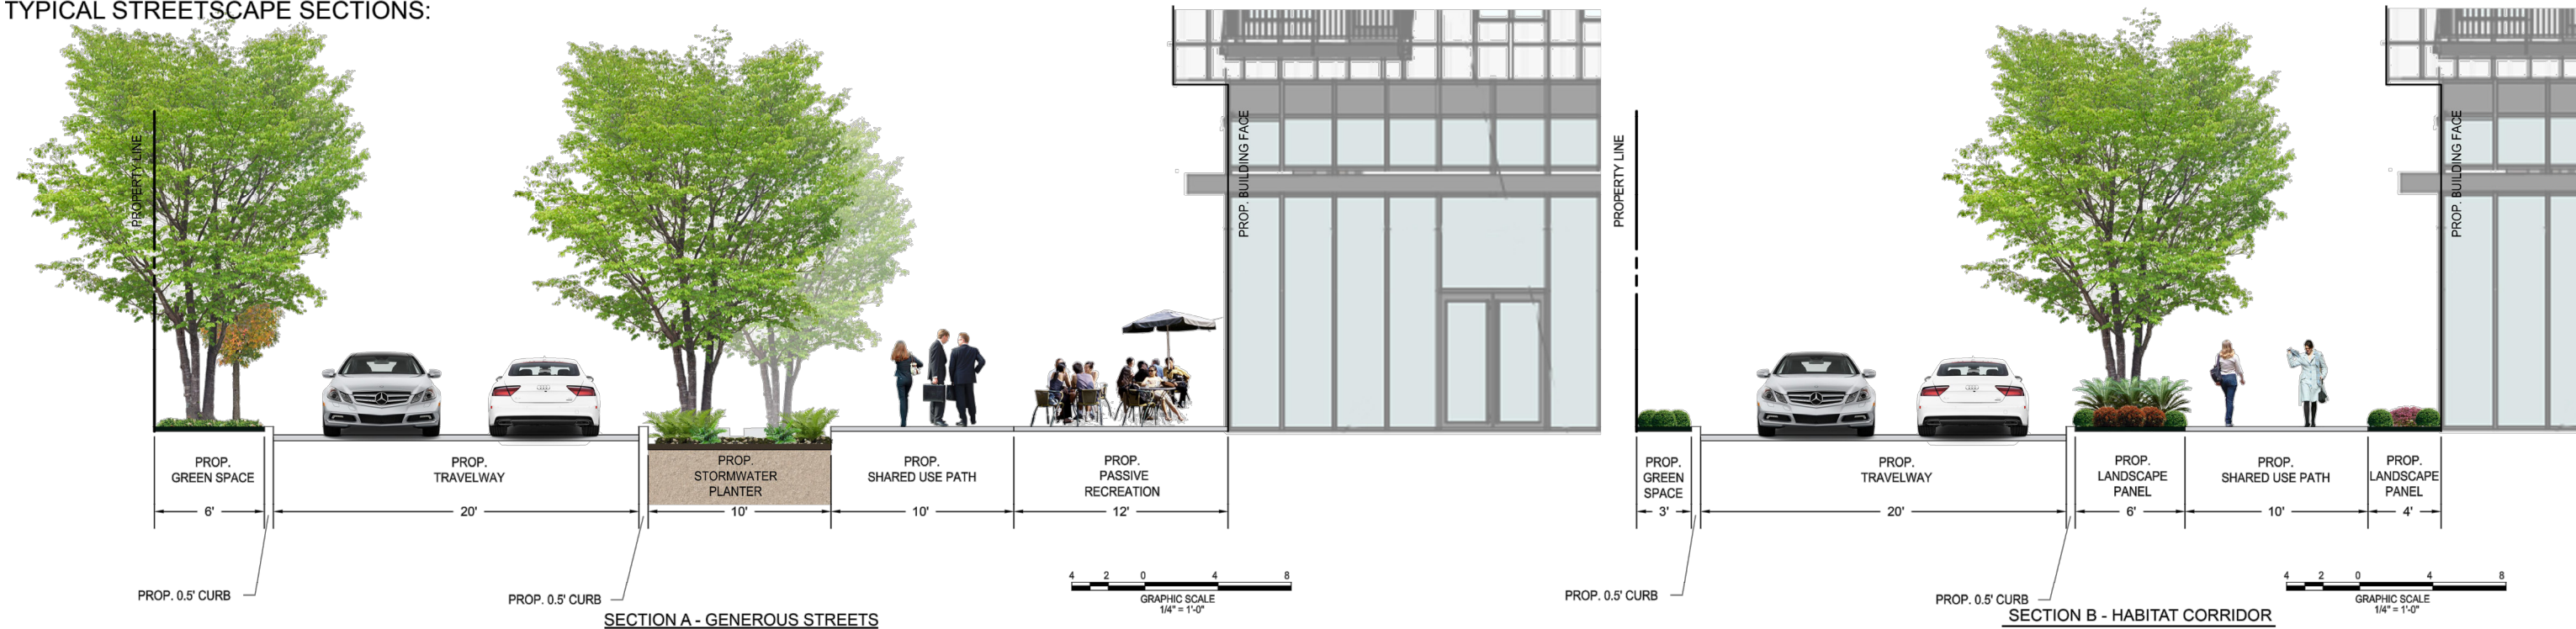 TYPICAL STREETSCAPE SECTIONS:
PROPERTY LINE
PROP. BUILDING FACE
PROP.
GREEN SPACE
PROP.
TRAVELWAY
PROP.
STORMWATER
PLANTER
PROP.
SHARED USE PATH
PROP.
PASSIVE
RECREATION
6'
20'
10'
10'
12'
PROP. 0.5' CURB
PROP. 0.5' CURB
4 2 0 4 8
GRAPHIC SCALE
1/4" = 1'-0"
SECTION A - GENEROUS STREETS
PROPERTY LINE
PROP. BUILDING FACE
PROP.
GREEN
SPACE
PROP.
TRAVELWAY
PROP.
LANDSCAPE
PANEL
PROP.
SHARED USE PATH
PROP.
LANDSCAPE
PANEL
3'
20'
6'
10'
4'
PROP. 0.5' CURB
PROP. 0.5' CURB
4 2 0 4 8
GRAPHIC SCALE
1/4" = 1'-0"
SECTION B - HABITAT CORRIDOR